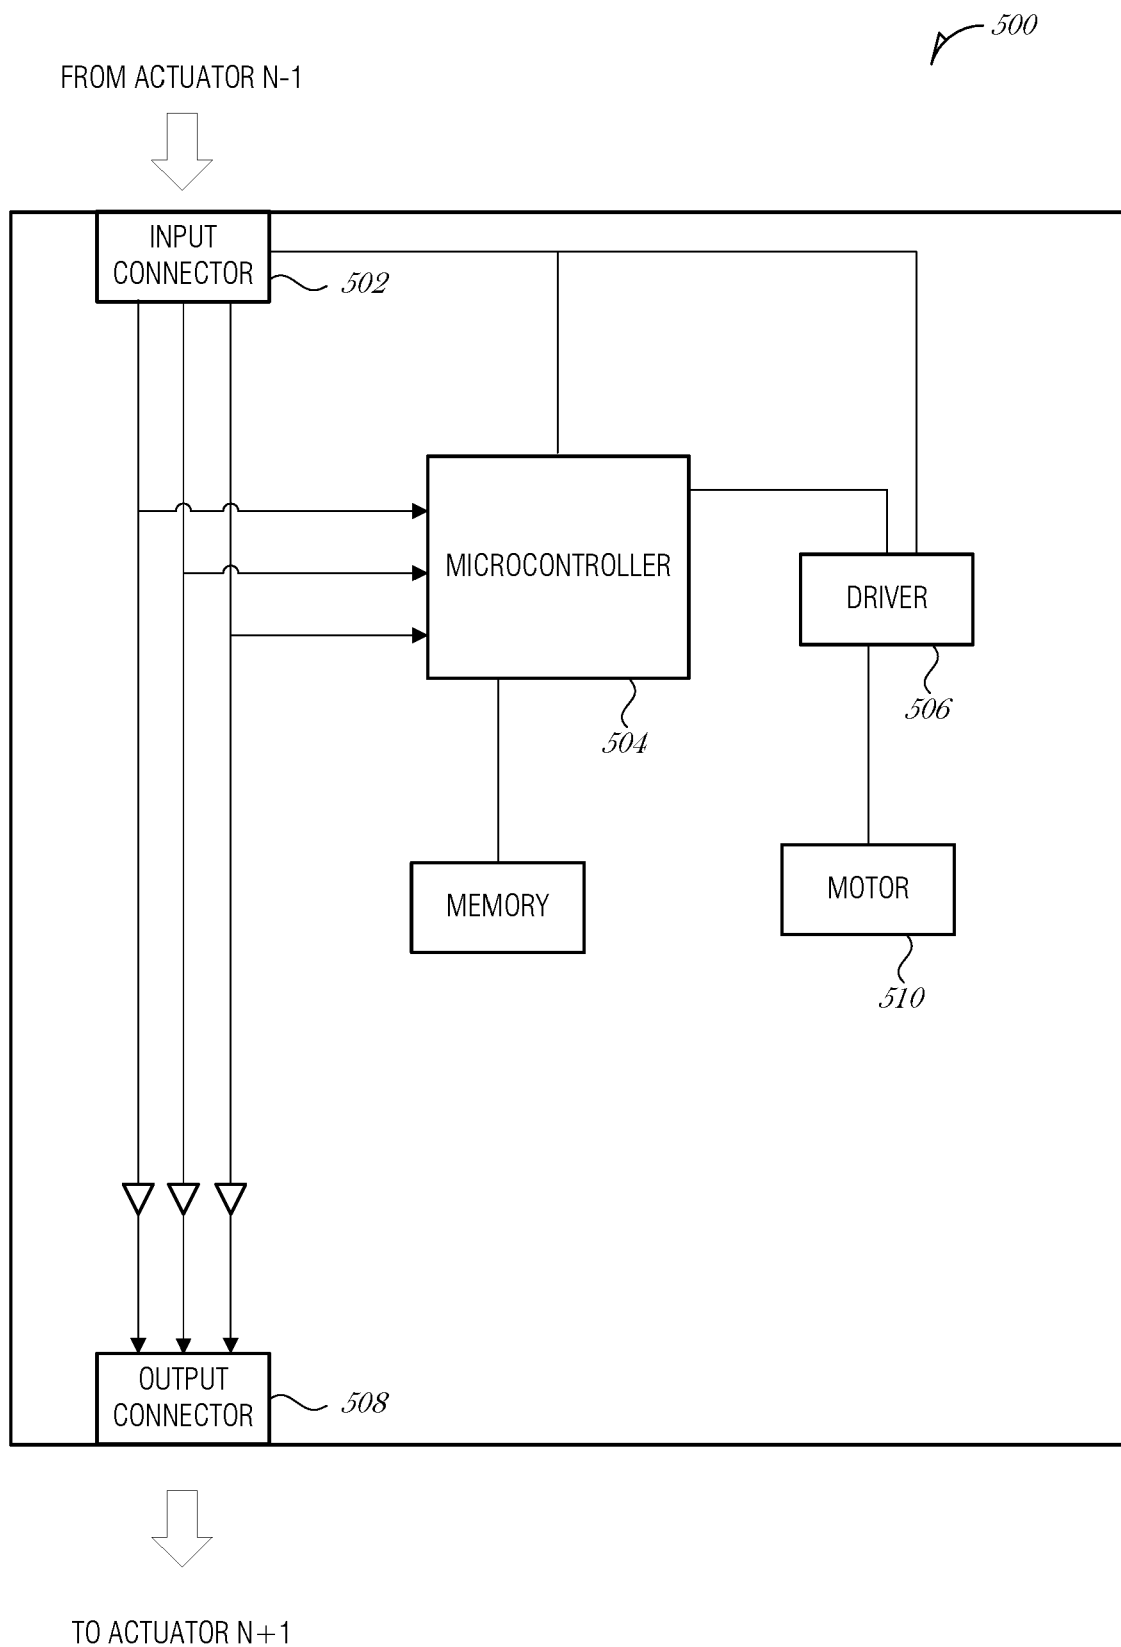 500
FROM ACTUATOR N-1
INPUT
CONNECTOR
502
MICROCONTROLLER
504
DRIVER
506
MEMORY
MOTOR
510
OUTPUT
CONNECTOR
508
TO ACTUATOR N+1